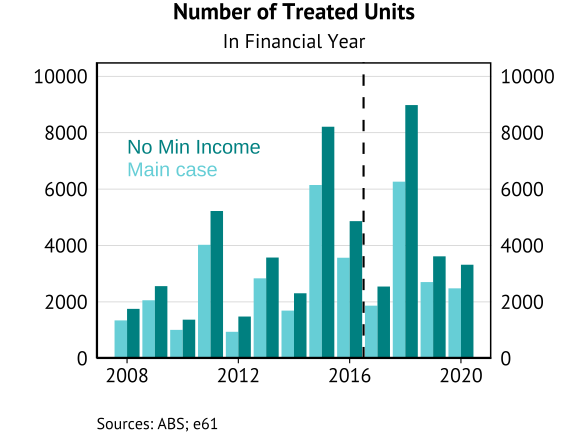 Number of Treated Units
In Financial Year
10000 10000
8000 8000
No Min Income
Main case
6000 6000
4000 4000
2000 2000
0 0
2008 2012 2016 2020
Sources: ABS; e61